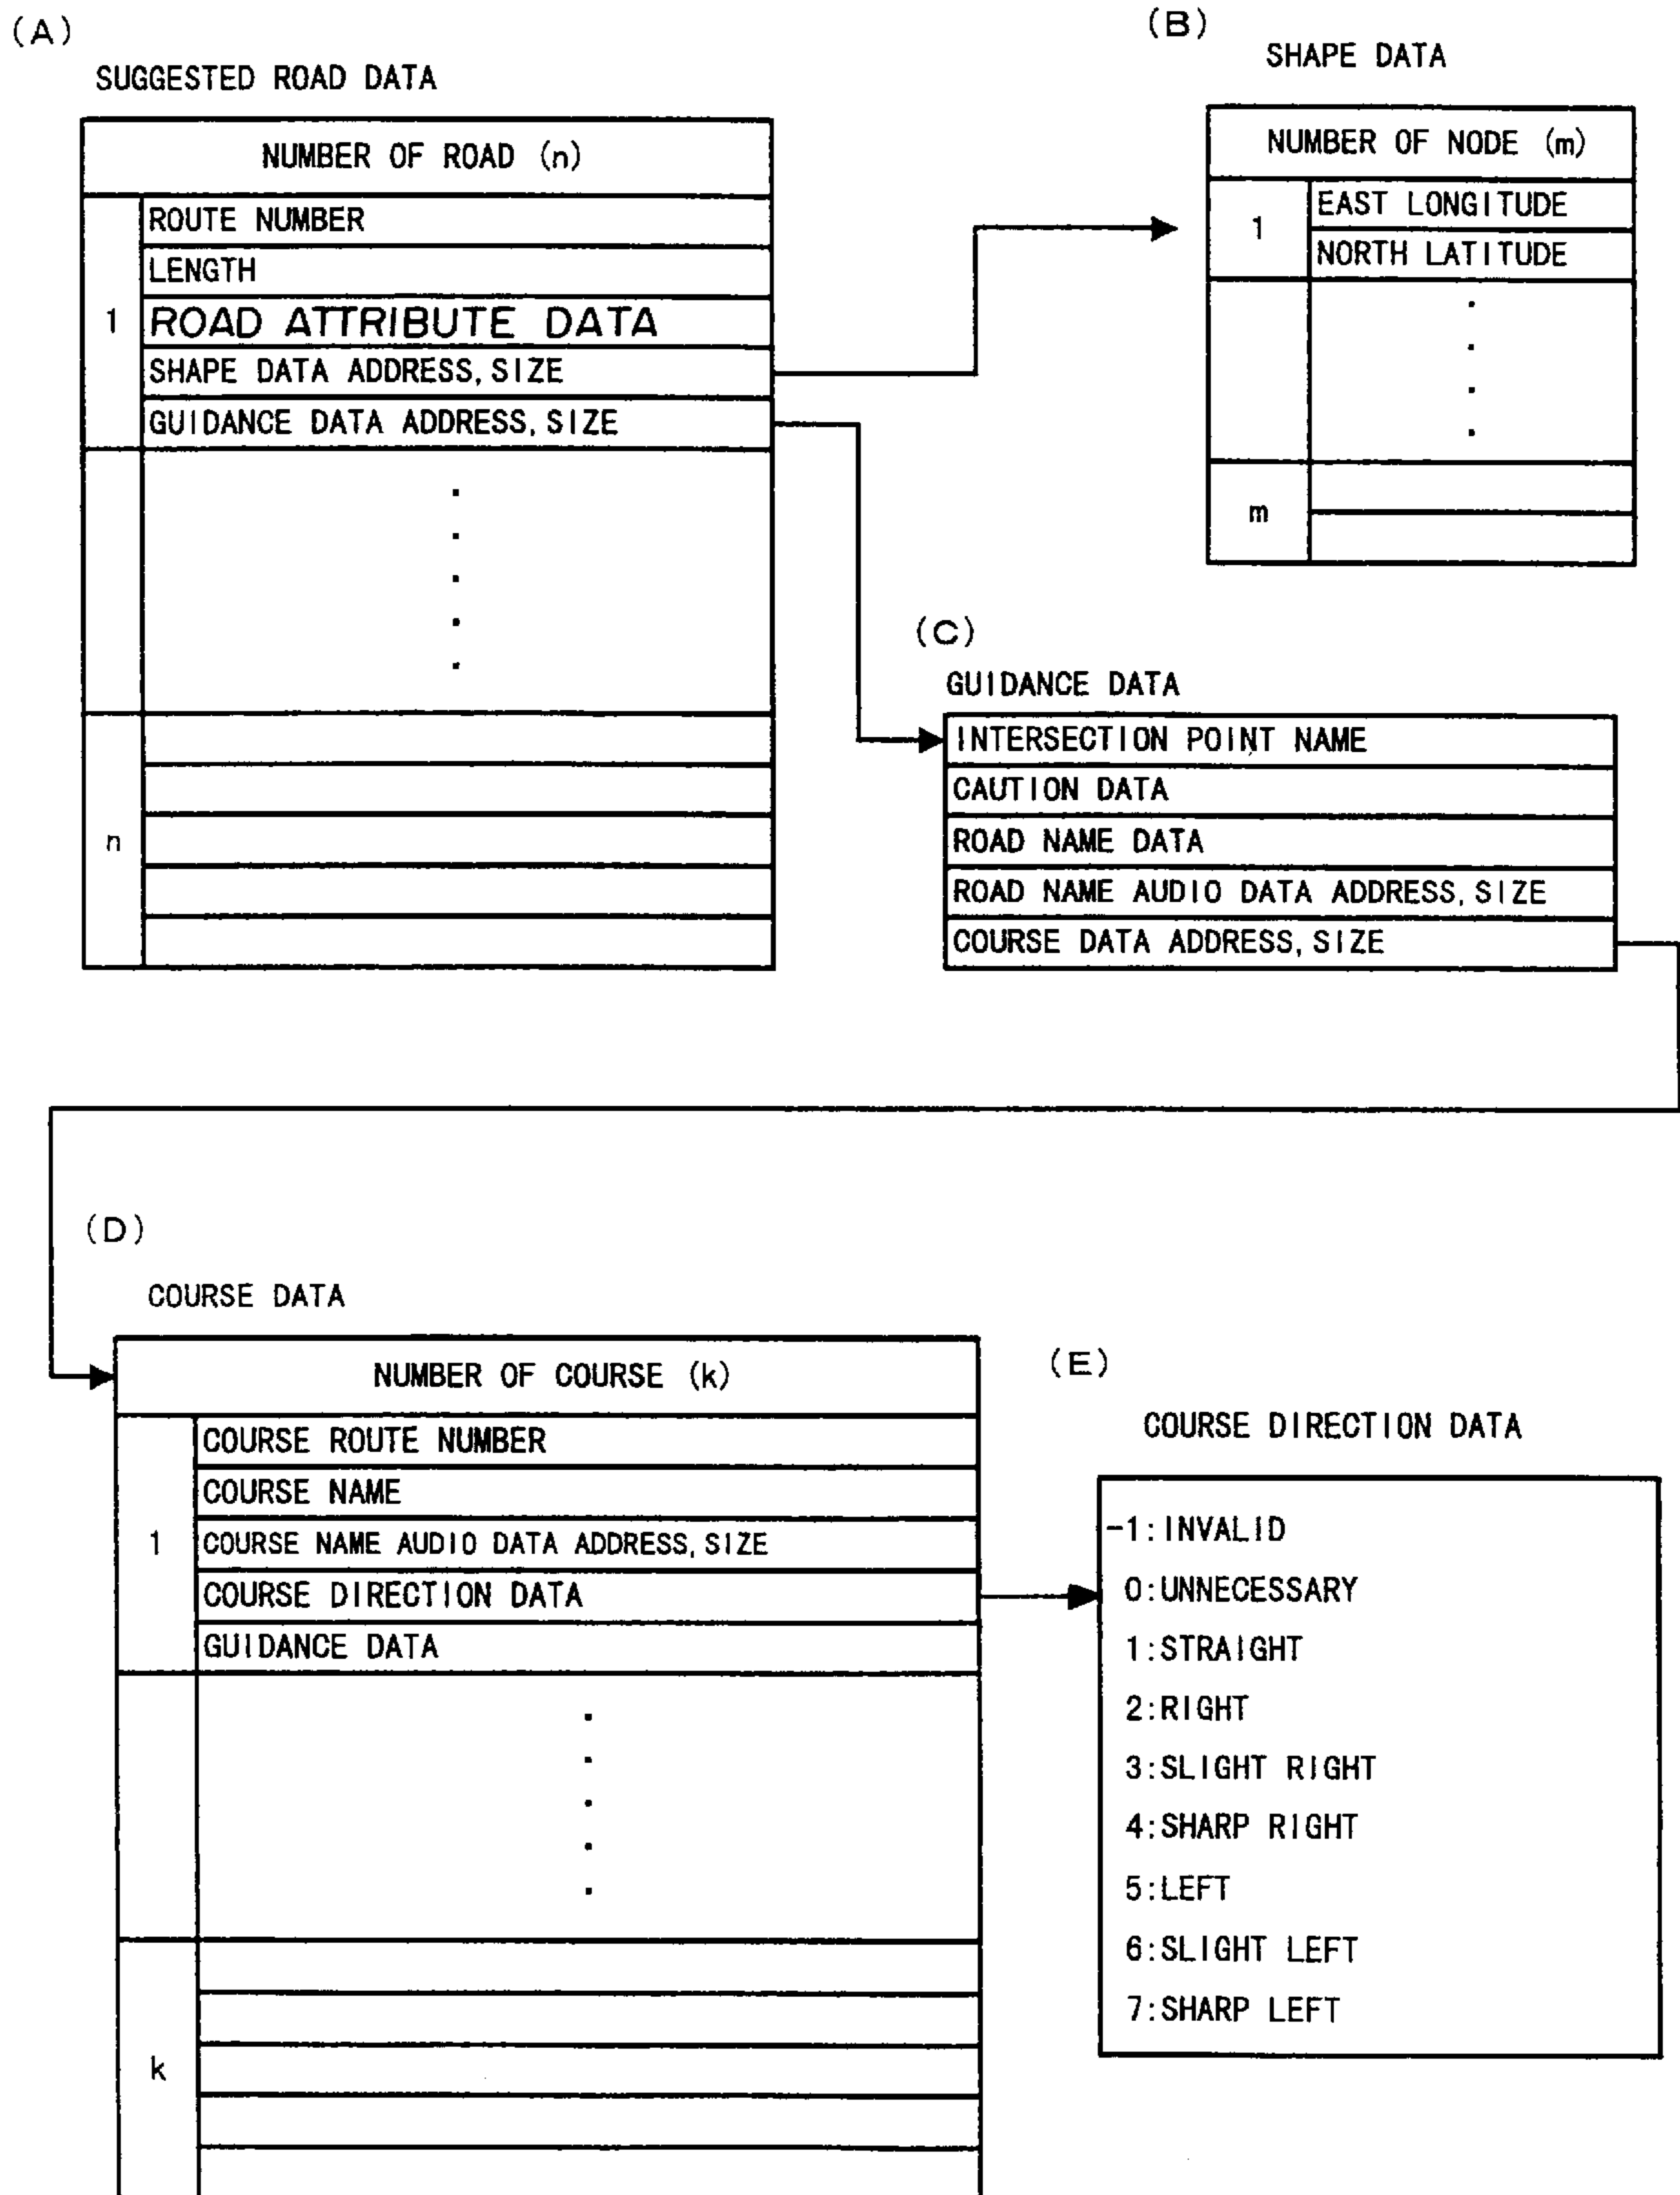 (A)
SUGGESTED ROAD DATA
NUMBER OF ROAD (n)
1
ROUTE NUMBER
LENGTH
ROAD ATTRIBUTE DATA
SHAPE DATA ADDRESS, SIZE
GUIDANCE DATA ADDRESS, SIZE
n
(B)
SHAPE DATA
NUMBER OF NODE (m)
1
EAST LONGITUDE
NORTH LATITUDE
m
(C)
GUIDANCE DATA
INTERSECTION POINT NAME
CAUTION DATA
ROAD NAME DATA
ROAD NAME AUDIO DATA ADDRESS, SIZE
COURSE DATA ADDRESS, SIZE
(D)
COURSE DATA
NUMBER OF COURSE (k)
1
COURSE ROUTE NUMBER
COURSE NAME
COURSE NAME AUDIO DATA ADDRESS, SIZE
COURSE DIRECTION DATA
GUIDANCE DATA
k
(E)
COURSE DIRECTION DATA
-1:INVALID
0:UNNECESSARY
1:STRAIGHT
2:RIGHT
3:SLIGHT RIGHT
4:SHARP RIGHT
5:LEFT
6:SLIGHT LEFT
7:SHARP LEFT